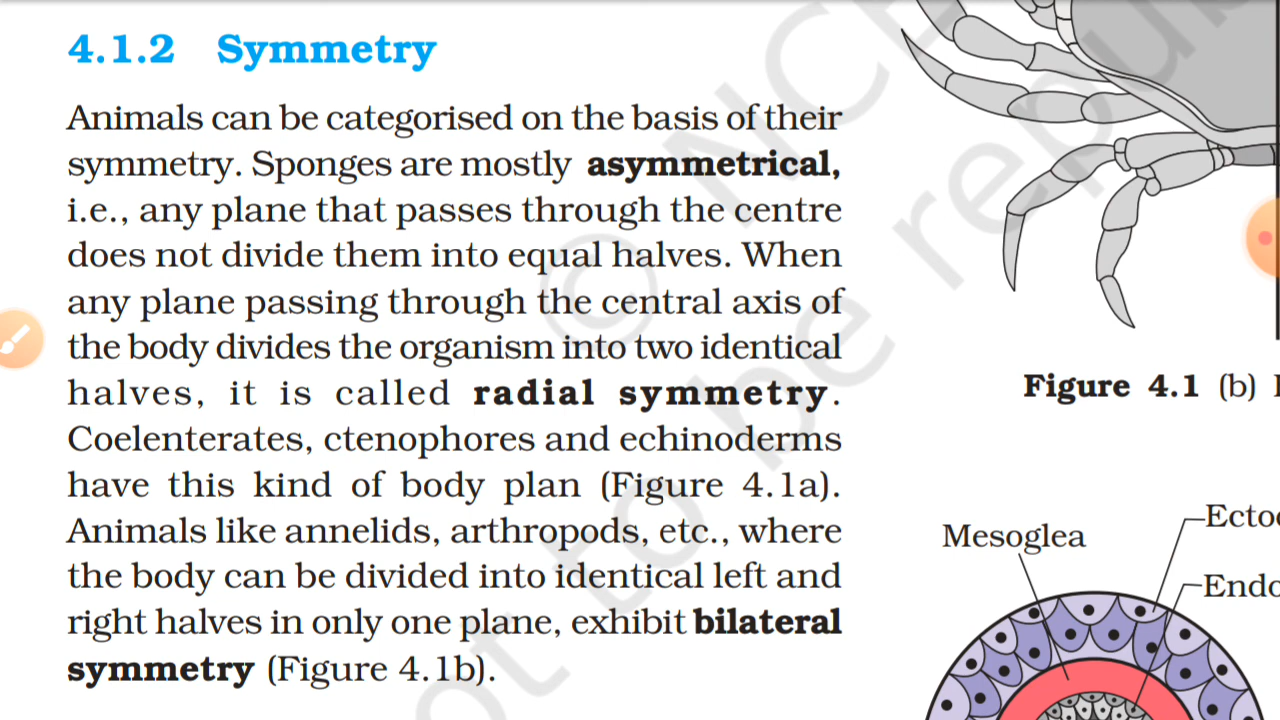 4.1.2 Symmetry
Animals can be categorised on the basis of their
symmetry. Sponges are mostly asymmetrical,
i.e., any plane that passes through the centre
does not divide them into equal halves. When
any plane passing through the central axis of
the body divides the organism into two identical
halves, it is called radial symmetry.
Coelenterates, ctenophores and echinoderms
have this kind of body plan (Figure 4.1a).
Animals like annelids, arthropods, etc., where
the body can be divided into identical left and
right halves in only one plane, exhibit bilateral
symmetry (Figure 4.1b).
Figure 4.1 (b)
Mesoglea
© NCE
not to be repub